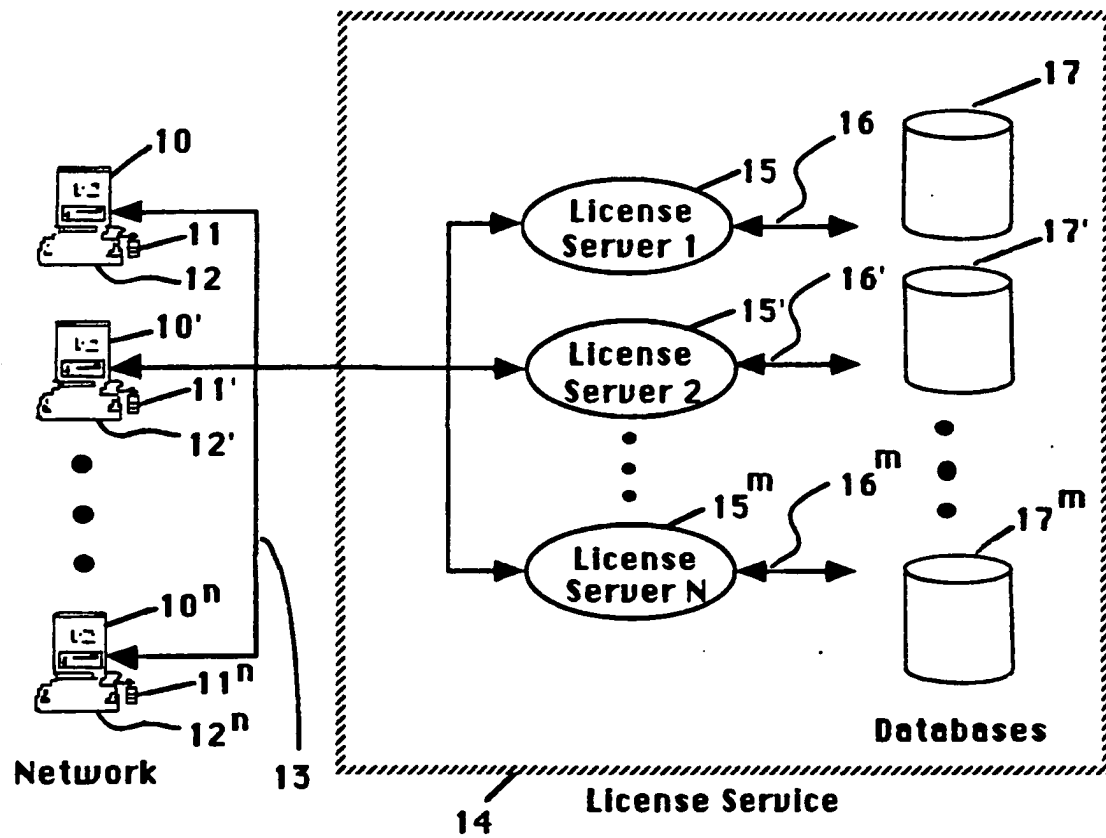 17
10
16
15
License
Server 1
11
12
17'
10'
16'
15'
License
Server 2
11'
12'
15^m
16^m
17^m
License
Server N
10^n
11^n
12^n
Databases
Network
13
14
License Service